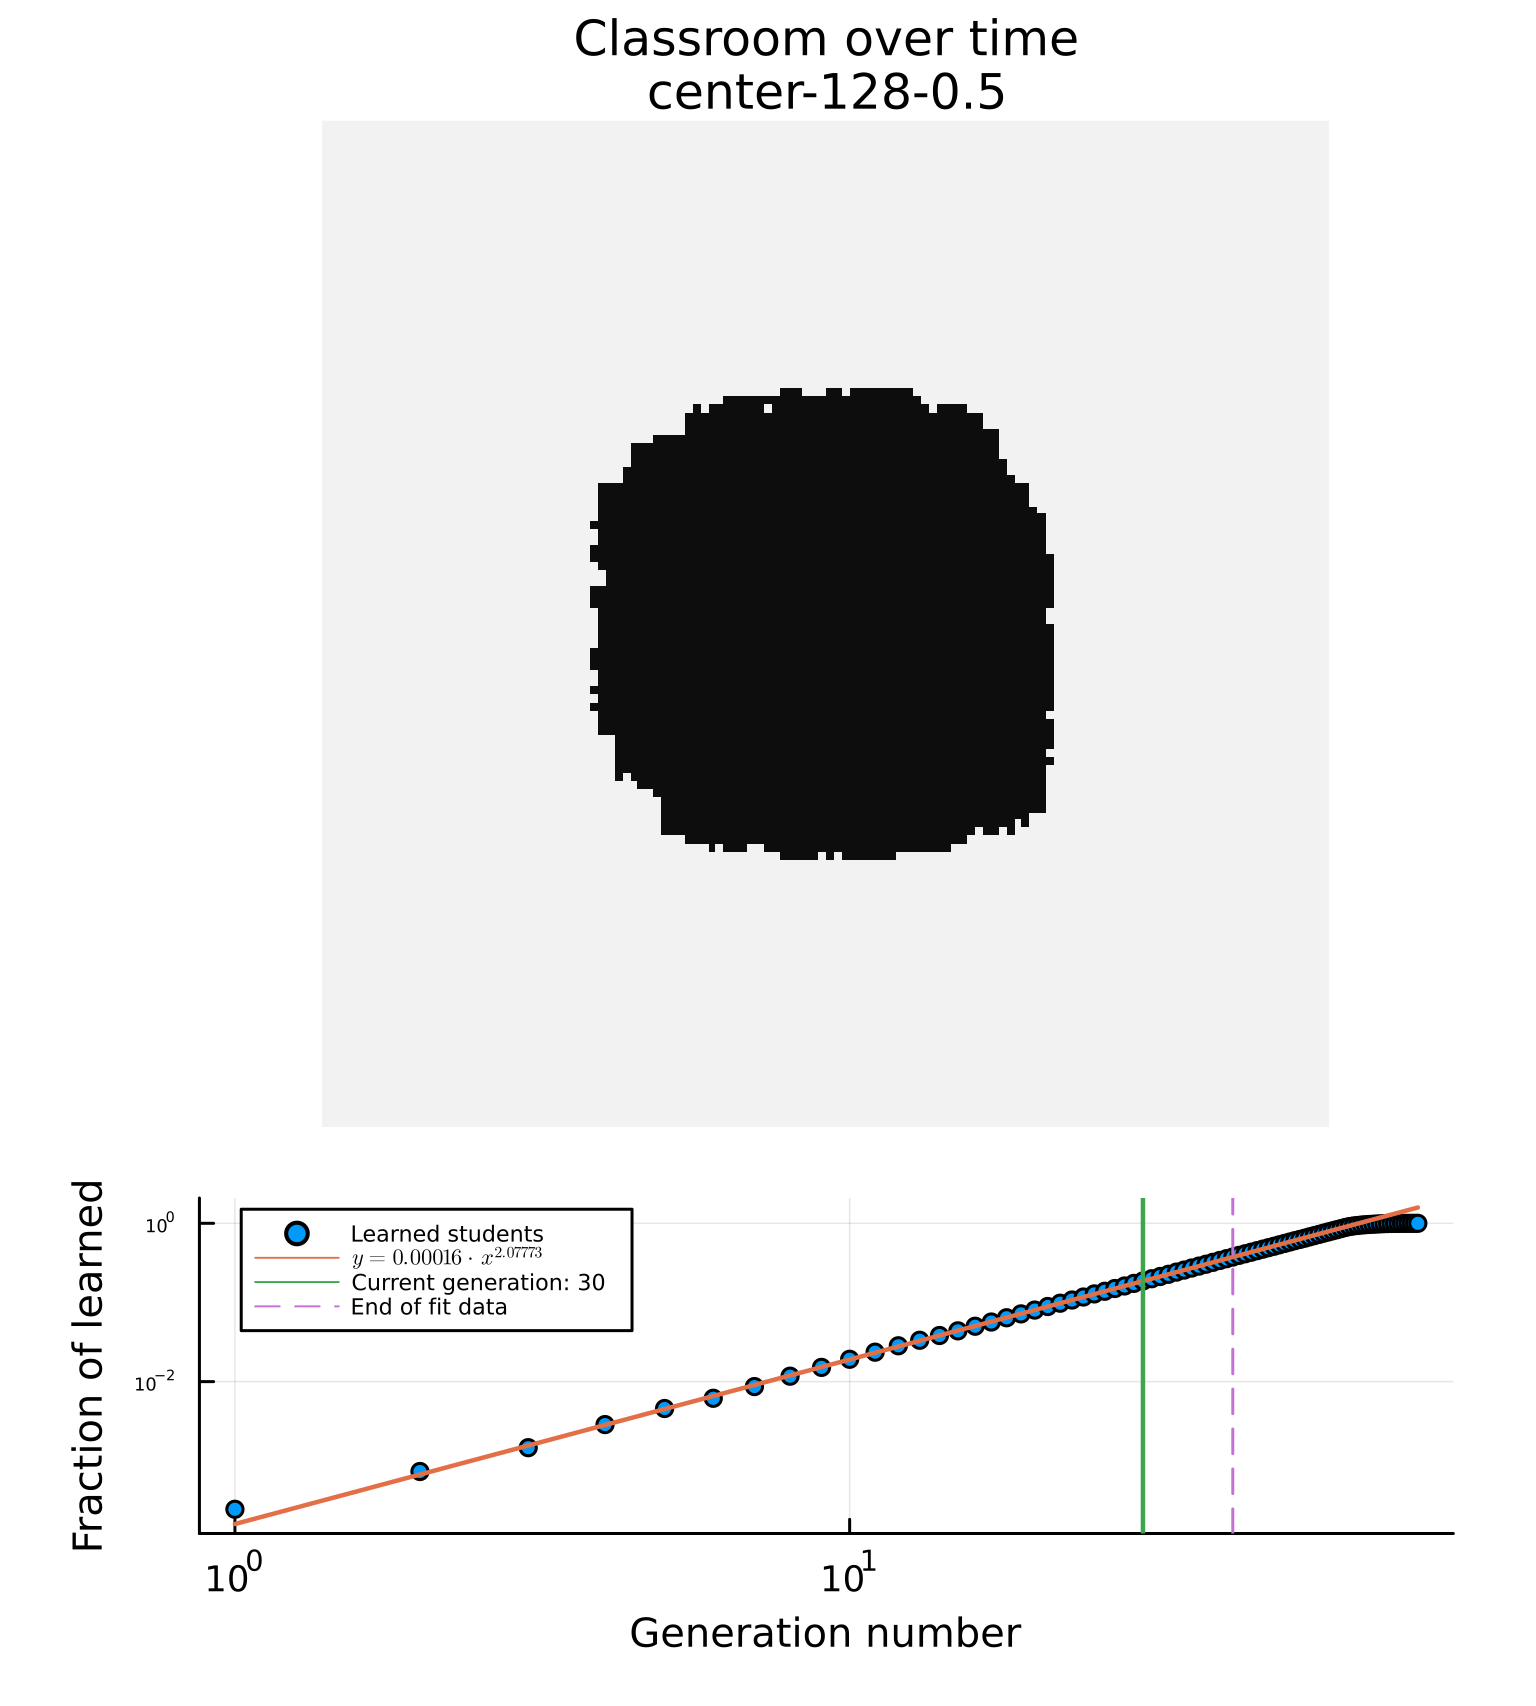 Classroom over time
center-128-0.5
Fraction of learned
10^0
10^-2
Learned students
y = 0.00016 · x^2.07773
Current generation: 30
End of fit data
10^0
10^1
Generation number